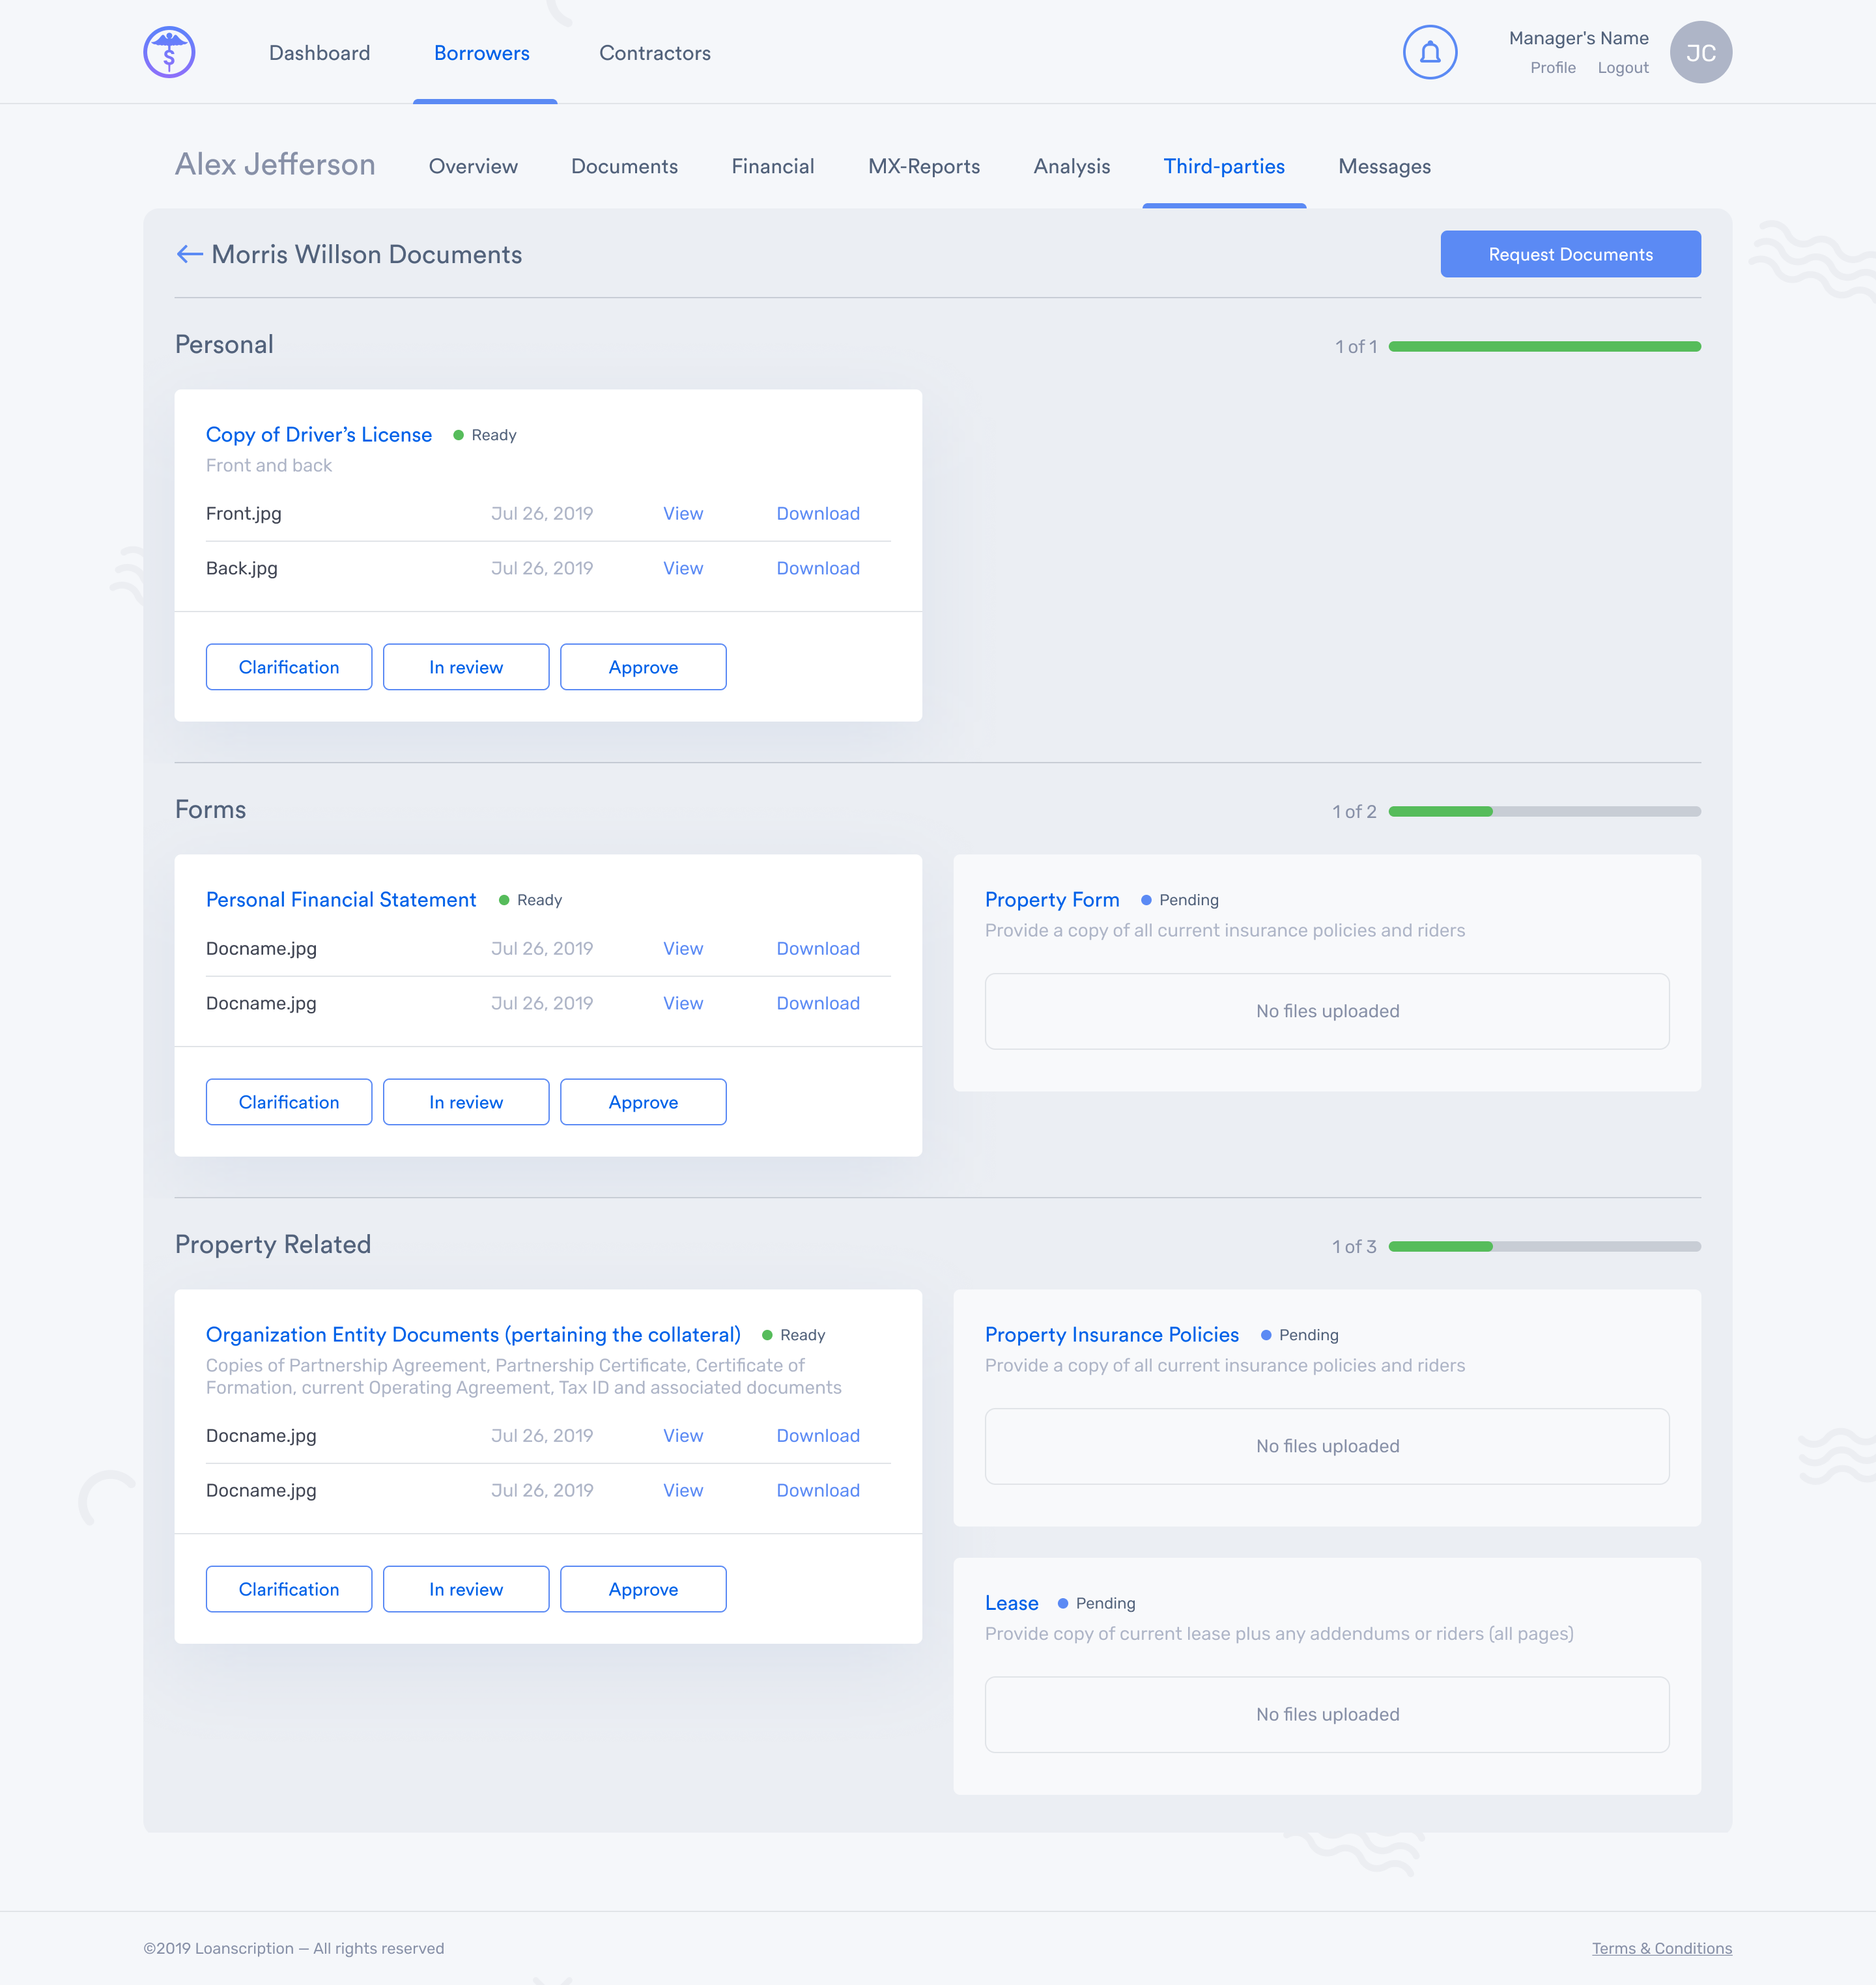 $
Dashboard
Borrowers
Contractors
Manager's Name
Profile
Logout
JC
Alex Jefferson
Overview
Documents
Financial
MX-Reports
Analysis
Third-parties
Messages
Morris Willson Documents
Request Documents
Personal
1 of 1
Copy of Driver’s License
Ready
Front and back
Front.jpg Jul 26, 2019 View Download
Back.jpg Jul 26, 2019 View Download
Clarification
In review
Approve
Forms
1 of 2
Personal Financial Statement
Ready
Docname.jpg Jul 26, 2019 View Download
Docname.jpg Jul 26, 2019 View Download
Clarification
In review
Approve
Property Form
Pending
Provide a copy of all current insurance policies and riders
No files uploaded
Property Related
1 of 3
Organization Entity Documents (pertaining the collateral)
Ready
Copies of Partnership Agreement, Partnership Certificate, Certificate of
Formation, current Operating Agreement, Tax ID and associated documents
Docname.jpg Jul 26, 2019 View Download
Docname.jpg Jul 26, 2019 View Download
Clarification
In review
Approve
Property Insurance Policies
Pending
Provide a copy of all current insurance policies and riders
No files uploaded
Lease
Pending
Provide copy of current lease plus any addendums or riders (all pages)
No files uploaded
©2019 Loanscription — All rights reserved
Terms & Conditions